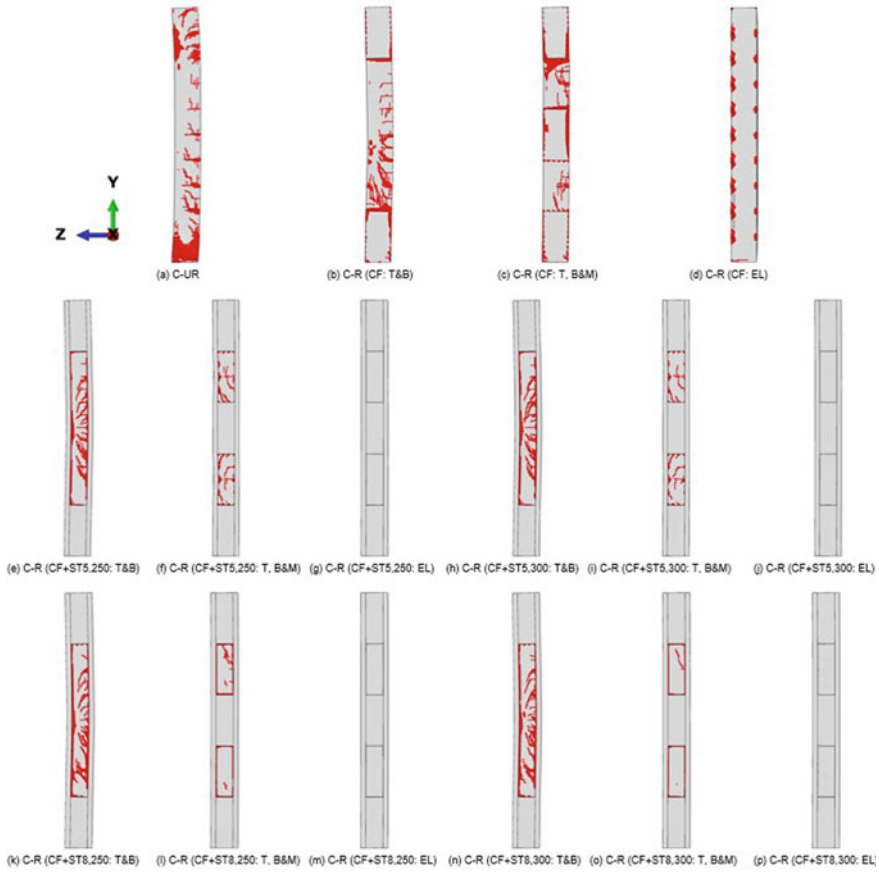 Y
Z
X
(a) C-UR
(b) C-R (CF: T&B)
(c) C-R (CF: T, B&M)
(d) C-R (CF: EL)
(e) C-R (CF+ST5,250: T&B)
(f) C-R (CF+ST5,250: T, B&M)
(g) C-R (CF+ST5,250: EL)
(h) C-R (CF+ST5,300: T&B)
(i) C-R (CF+ST5,300: T, B&M)
(j) C-R (CF+ST5,300: EL)
(k) C-R (CF+ST8,250: T&B)
(l) C-R (CF+ST8,250: T, B&M)
(m) C-R (CF+ST8,250: EL)
(n) C-R (CF+ST8,300: T&B)
(o) C-R (CF+ST8,300: T, B&M)
(p) C-R (CF+ST8,300: EL)